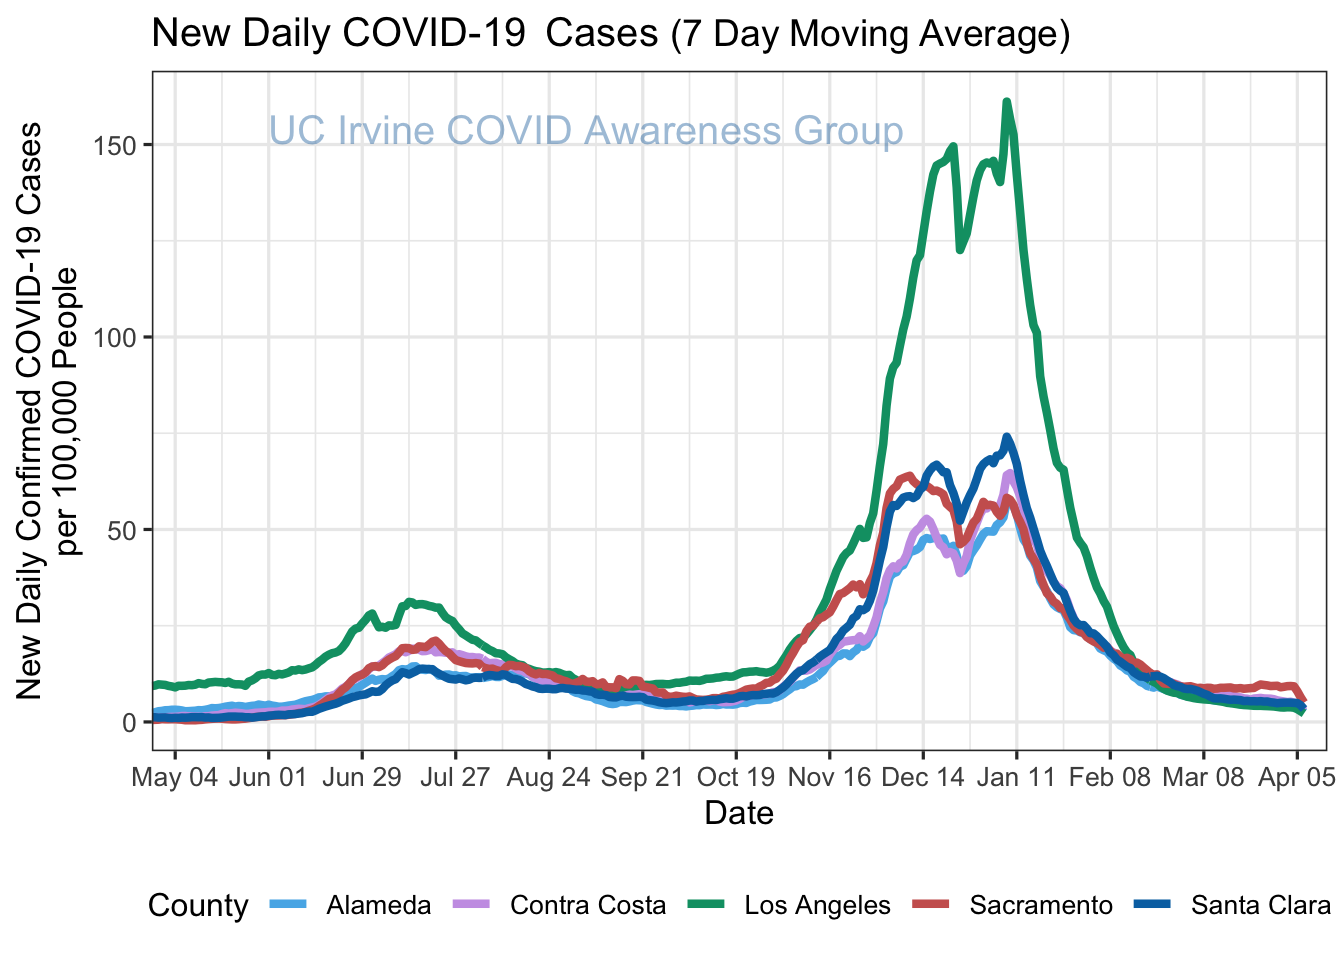 New Daily COVID-19 Cases (7 Day Moving Average)
UC Irvine COVID Awareness Group
New Daily Confirmed COVID-19 Cases
per 100,000 People
150
100
50
0
May 04 Jun 01 Jun 29 Jul 27 Aug 24 Sep 21 Oct 19 Nov 16 Dec 14 Jan 11 Feb 08 Mar 08 Apr 05
Date
County Alameda Contra Costa Los Angeles Sacramento Santa Clara